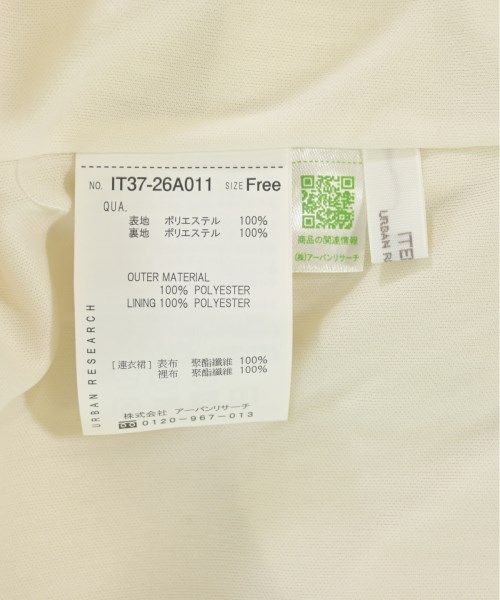 NO. IT37-26A011 SIZE Free
QUA.
表地 ポリエステル 100%
裏地 ポリエステル 100%
OUTER MATERIAL
100% POLYESTER
LINING 100% POLYESTER
[連衣裙] 表布 聚酯纖維 100%
裡布 聚酯纖維 100%
株式会社 アーバンリサーチ
0120-967-013
URBAN RESEARCH
商品の関連情報
(株)アーバンリサーチ
ITE
URBAN R